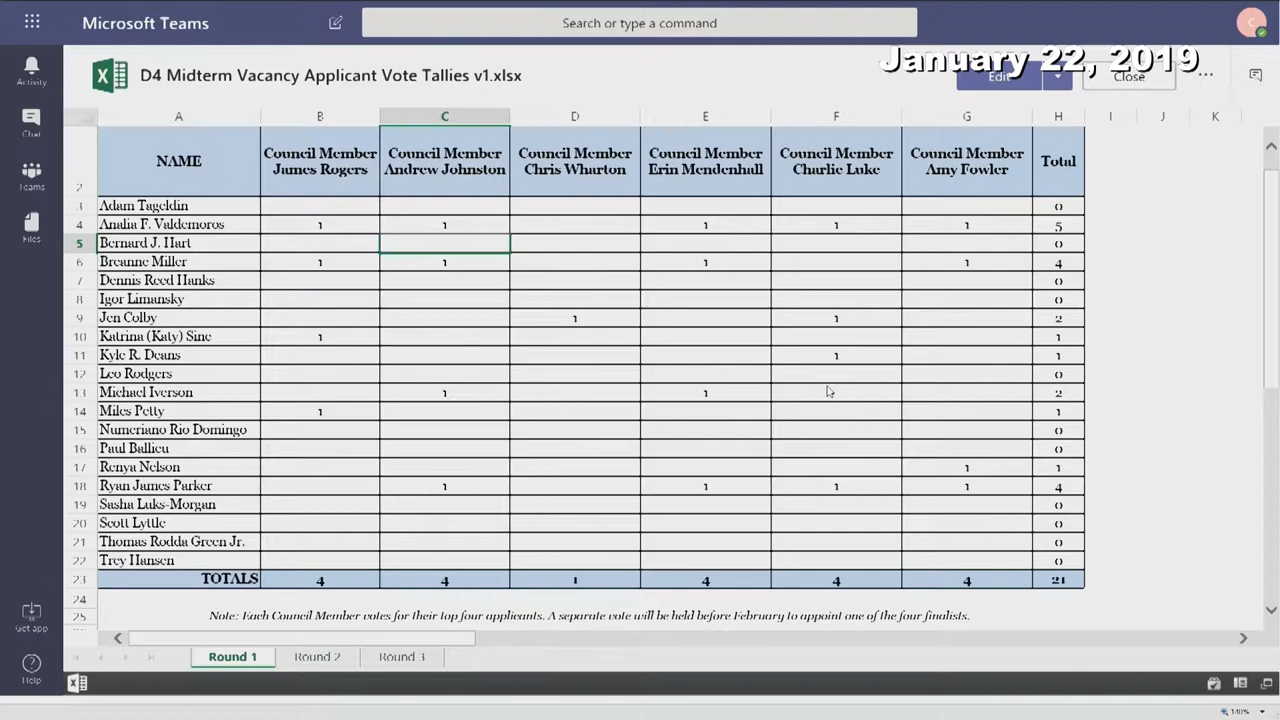 Microsoft Teams
Search or type a command
C
January 22, 2019
D4 Midterm Vacancy Applicant Vote Tallies v1.xlsx
Edit
Close
Activity
Chat
Teams
Files
Get app
Help
A B C D E F G H I J K
2 NAME Council Member James Rogers Council Member Andrew Johnston Council Member Chris Wharton Council Member Erin Mendenhall Council Member Charlie Luke Council Member Amy Fowler Total
3 Adam Tageldin 0
4 Analia F. Valdemoros 1 1 1 1 1 5
5 Bernard J. Hart 0
6 Breanne Miller 1 1 1 1 4
7 Dennis Reed Hanks 0
8 Igor Limansky 0
9 Jen Colby 1 1 2
10 Katrina (Katy) Sine 1 1
11 Kyle R. Deans 1 1
12 Leo Rodgers 0
13 Michael Iverson 1 1 2
14 Miles Petty 1 1
15 Numeriano Rio Domingo 0
16 Paul Ballieu 0
17 Renya Nelson 1 1
18 Ryan James Parker 1 1 1 1 4
19 Sasha Luks-Morgan 0
20 Scott Lyttle 0
21 Thomas Rodda Green Jr. 0
22 Trey Hansen 0
23 TOTALS 4 4 1 4 4 4 21
24
25 Note: Each Council Member votes for their top four applicants. A separate vote will be held before February to appoint one of the four finalists.
Round 1 Round 2 Round 3
140%